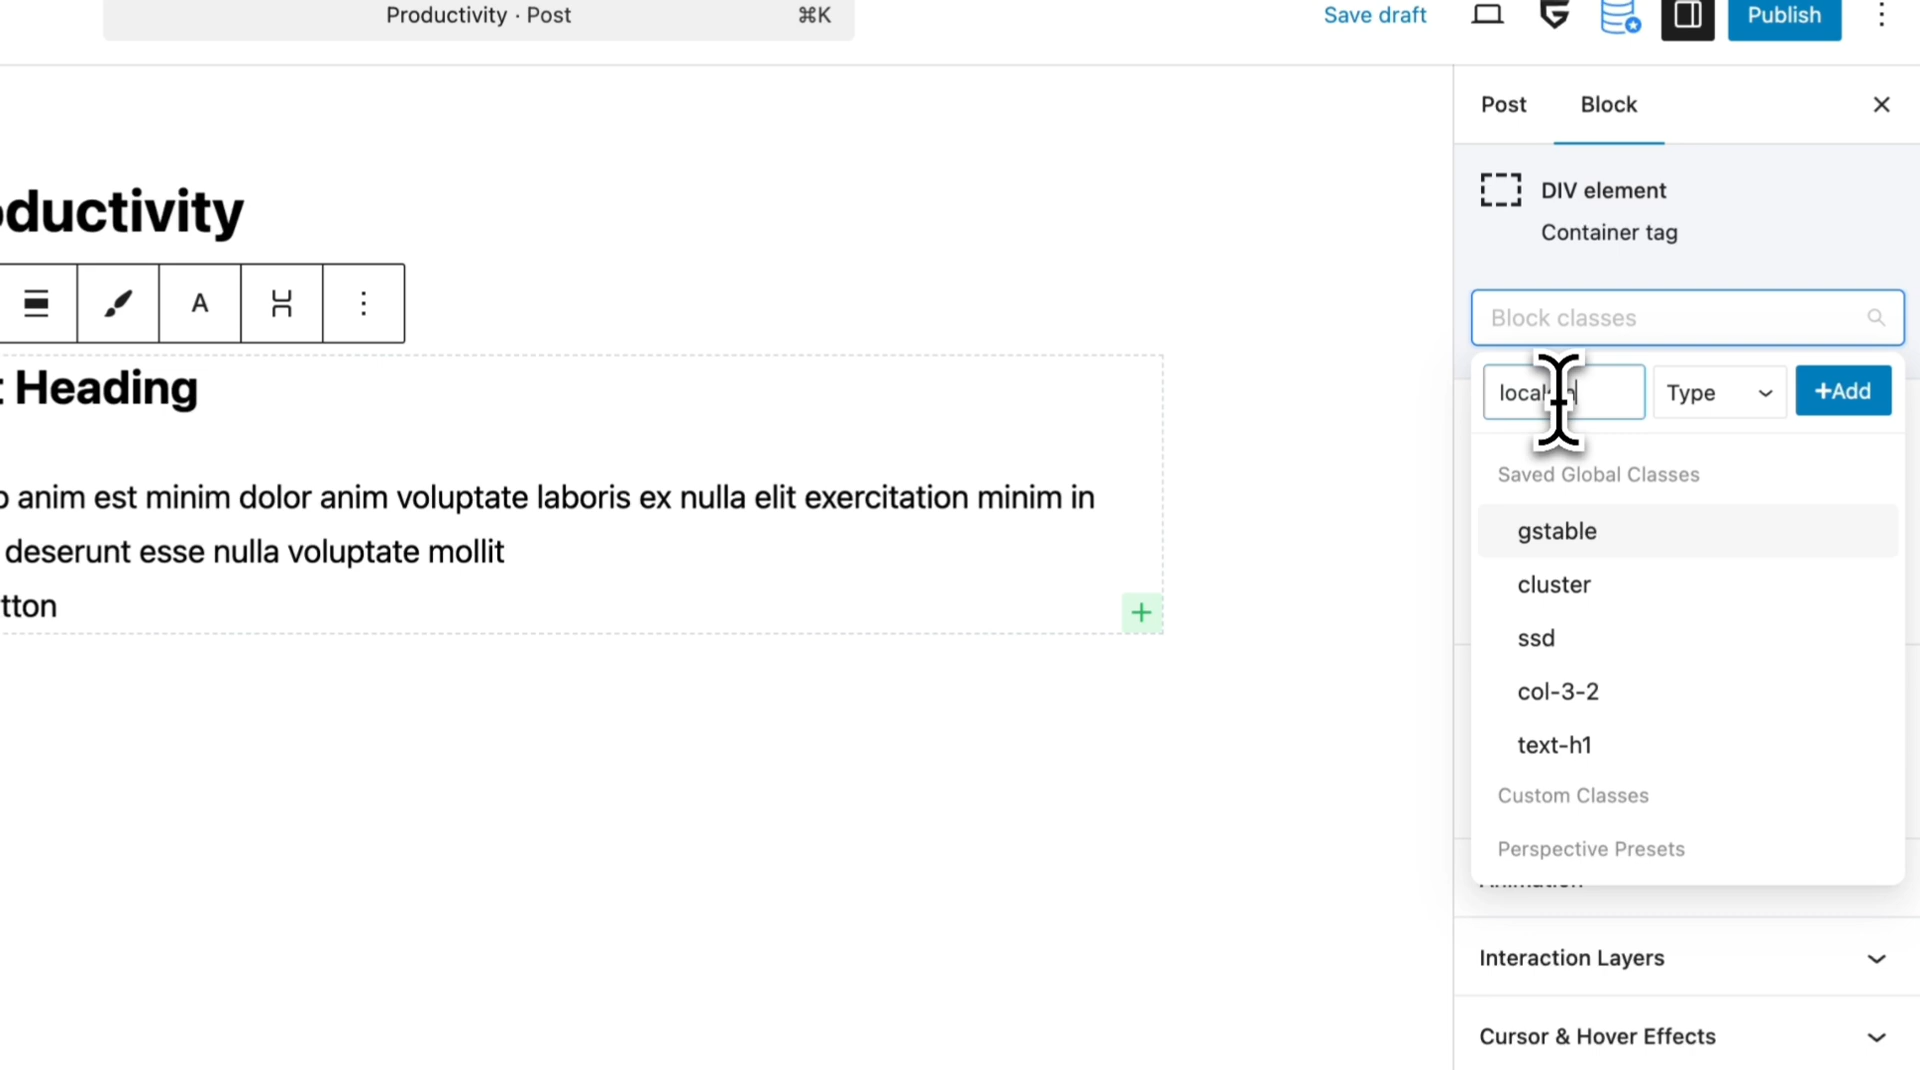 Productivity · Post ⌘K
Save draft
Publish
Post
Block
oductivity
DIV element
Container tag
Block classes
A
Heading
Type
+Add
Saved Global Classes
gstable
anim est minim dolor anim voluptate laboris ex nulla elit exercitation minim in
deserunt esse nulla voluptate mollit
tton
cluster
ssd
col-3-2
text-h1
Custom Classes
Perspective Presets
Interaction Layers
Cursor & Hover Effects